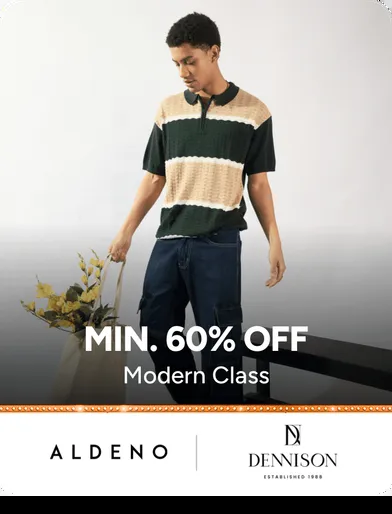 MIN. 60% OFF
Modern Class
ALDENO
DN
DENNISON
ESTABLISHED 1988